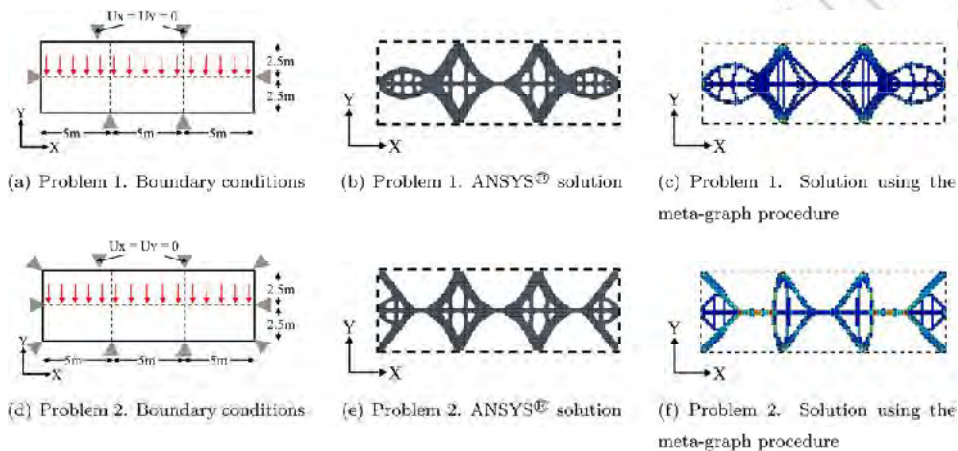 Ux = Uy = 0
2.5m
2.5m
5m 5m 5m
Y
X
Y
X
Y
X
(a) Problem 1. Boundary conditions
(b) Problem 1. ANSYS® solution
(c) Problem 1. Solution using the
meta-graph procedure
Ux = Uy = 0
2.5m
2.5m
5m 5m 5m
Y
X
Y
X
Y
X
(d) Problem 2. Boundary conditions
(e) Problem 2. ANSYS® solution
(f) Problem 2. Solution using the
meta-graph procedure